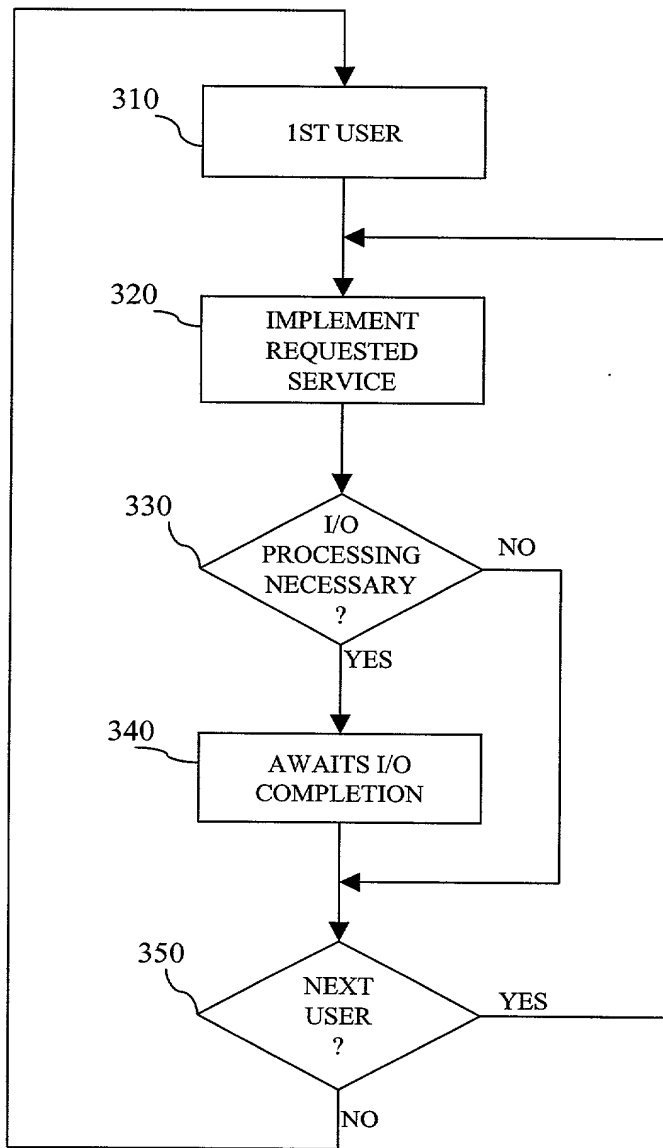 310
1ST USER
320
IMPLEMENT
REQUESTED
SERVICE
330
I/O
PROCESSING
NECESSARY
?
NO
YES
340
AWAITS I/O
COMPLETION
350
NEXT
USER
?
YES
NO